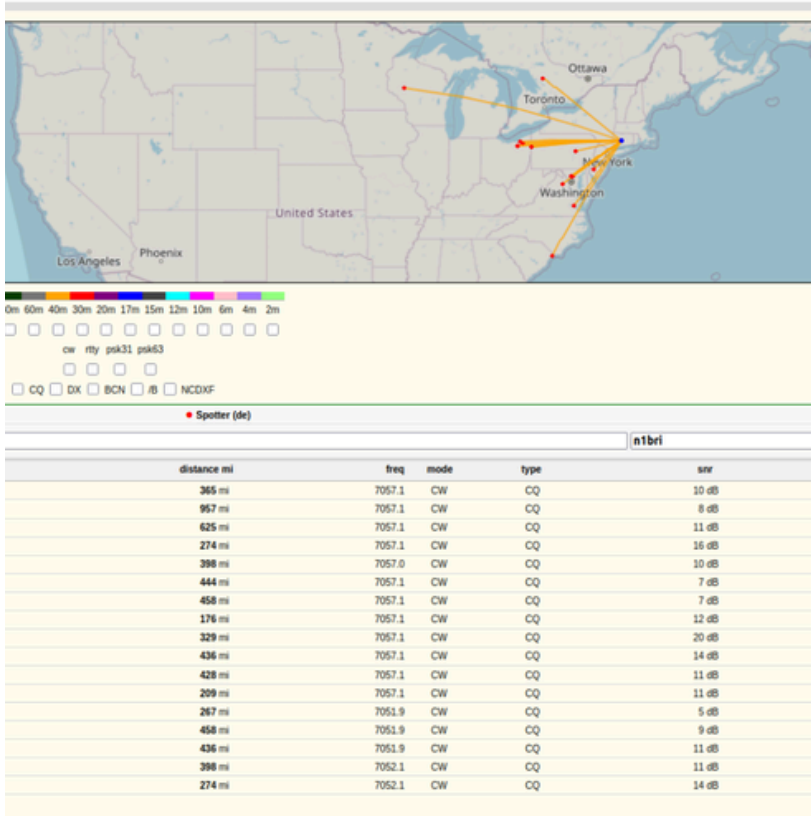 Ottawa
Toronto
New York
Washington
United States
Phoenix
Los Angeles
0m 60m 40m 30m 20m 17m 15m 12m 10m 6m 4m 2m
cw rtty psk31 psk63
CQ DX BCN /B NCDXF
Spotter (de)
n1bri
distance mi freq mode type snr
365 mi 7057.1 CW CQ 10 dB
957 mi 7057.1 CW CQ 8 dB
625 mi 7057.1 CW CQ 11 dB
274 mi 7057.1 CW CQ 16 dB
398 mi 7057.0 CW CQ 10 dB
444 mi 7057.1 CW CQ 7 dB
458 mi 7057.1 CW CQ 7 dB
176 mi 7057.1 CW CQ 12 dB
329 mi 7057.1 CW CQ 20 dB
436 mi 7057.1 CW CQ 14 dB
428 mi 7057.1 CW CQ 11 dB
209 mi 7057.1 CW CQ 11 dB
267 mi 7051.9 CW CQ 5 dB
458 mi 7051.9 CW CQ 9 dB
436 mi 7051.9 CW CQ 11 dB
398 mi 7052.1 CW CQ 11 dB
274 mi 7052.1 CW CQ 14 dB